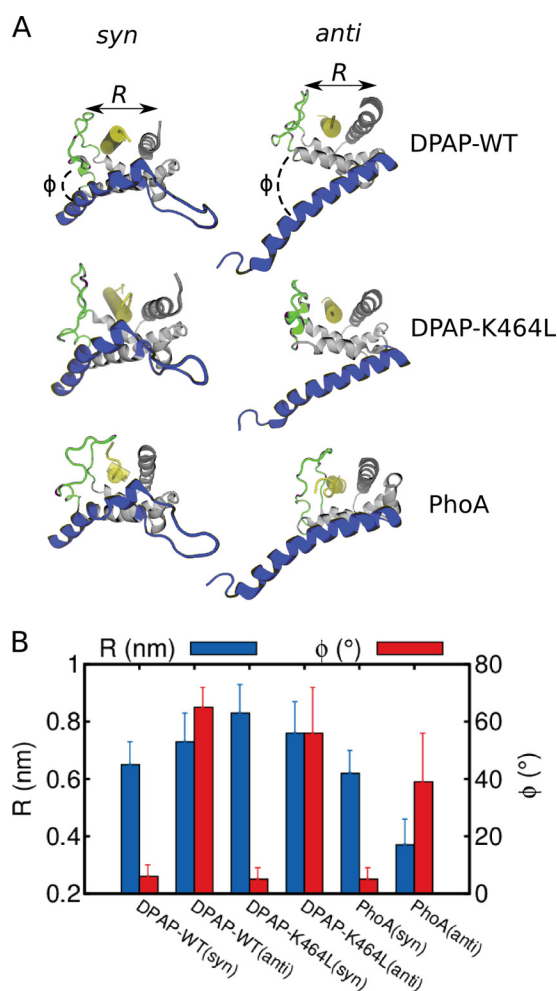 A
syn anti
R R
DPAP-WT
ϕ ϕ
DPAP-K464L
PhoA
B
R (nm) ϕ (°)
1 80
0.8 60
0.6 40
0.4 20
0.2 0
R (nm)
ϕ (°)
DPAP-WT(syn)
DPAP-WT(anti)
DPAP-K464L(syn)
DPAP-K464L(anti)
PhoA(syn)
PhoA(anti)